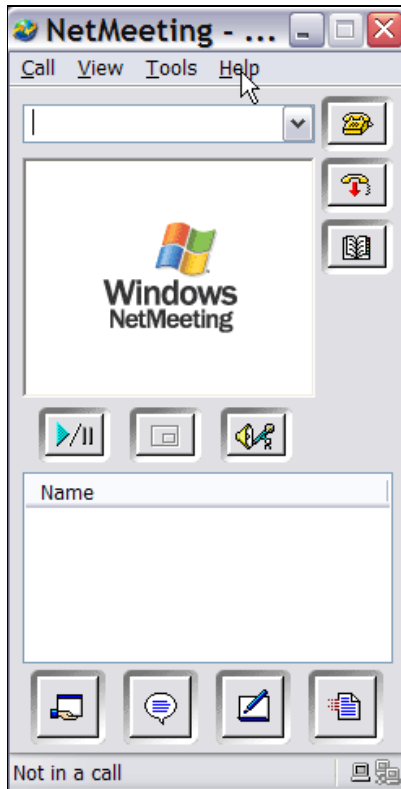 NetMeeting - ...
Call View Tools Help
Windows
NetMeeting
Name
Not in a call